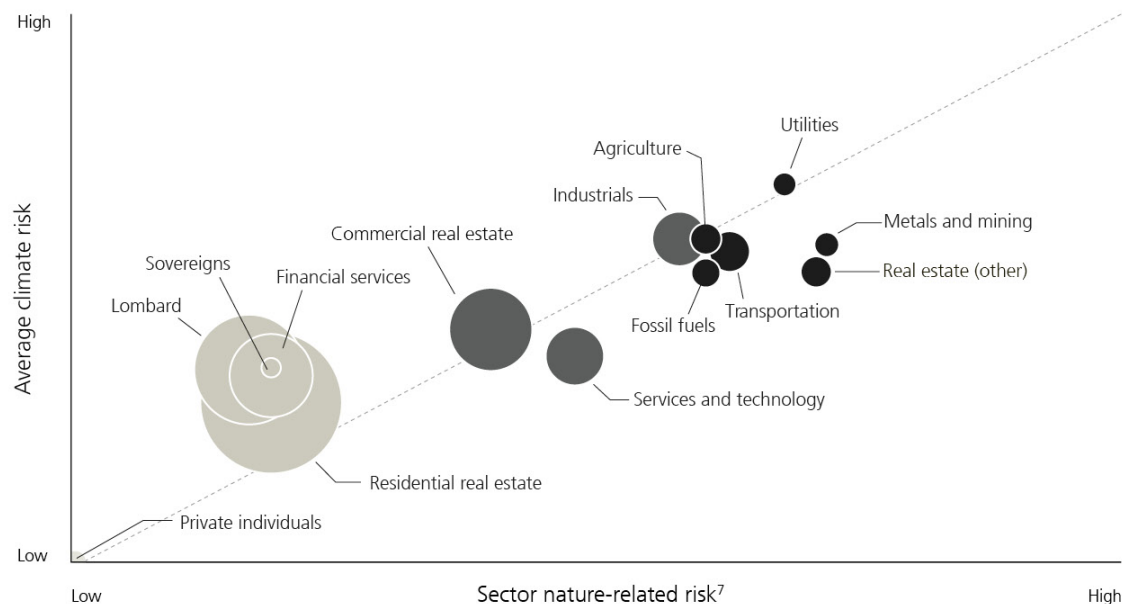 High
Utilities
Agriculture
Industrials
Metals and mining
Commercial real estate
Sovereigns
Financial services
Real estate (other)
Lombard
Transportation
Fossil fuels
Average climate risk
Services and technology
Residential real estate
Private individuals
Low
Low
Sector nature-related risk⁷
High